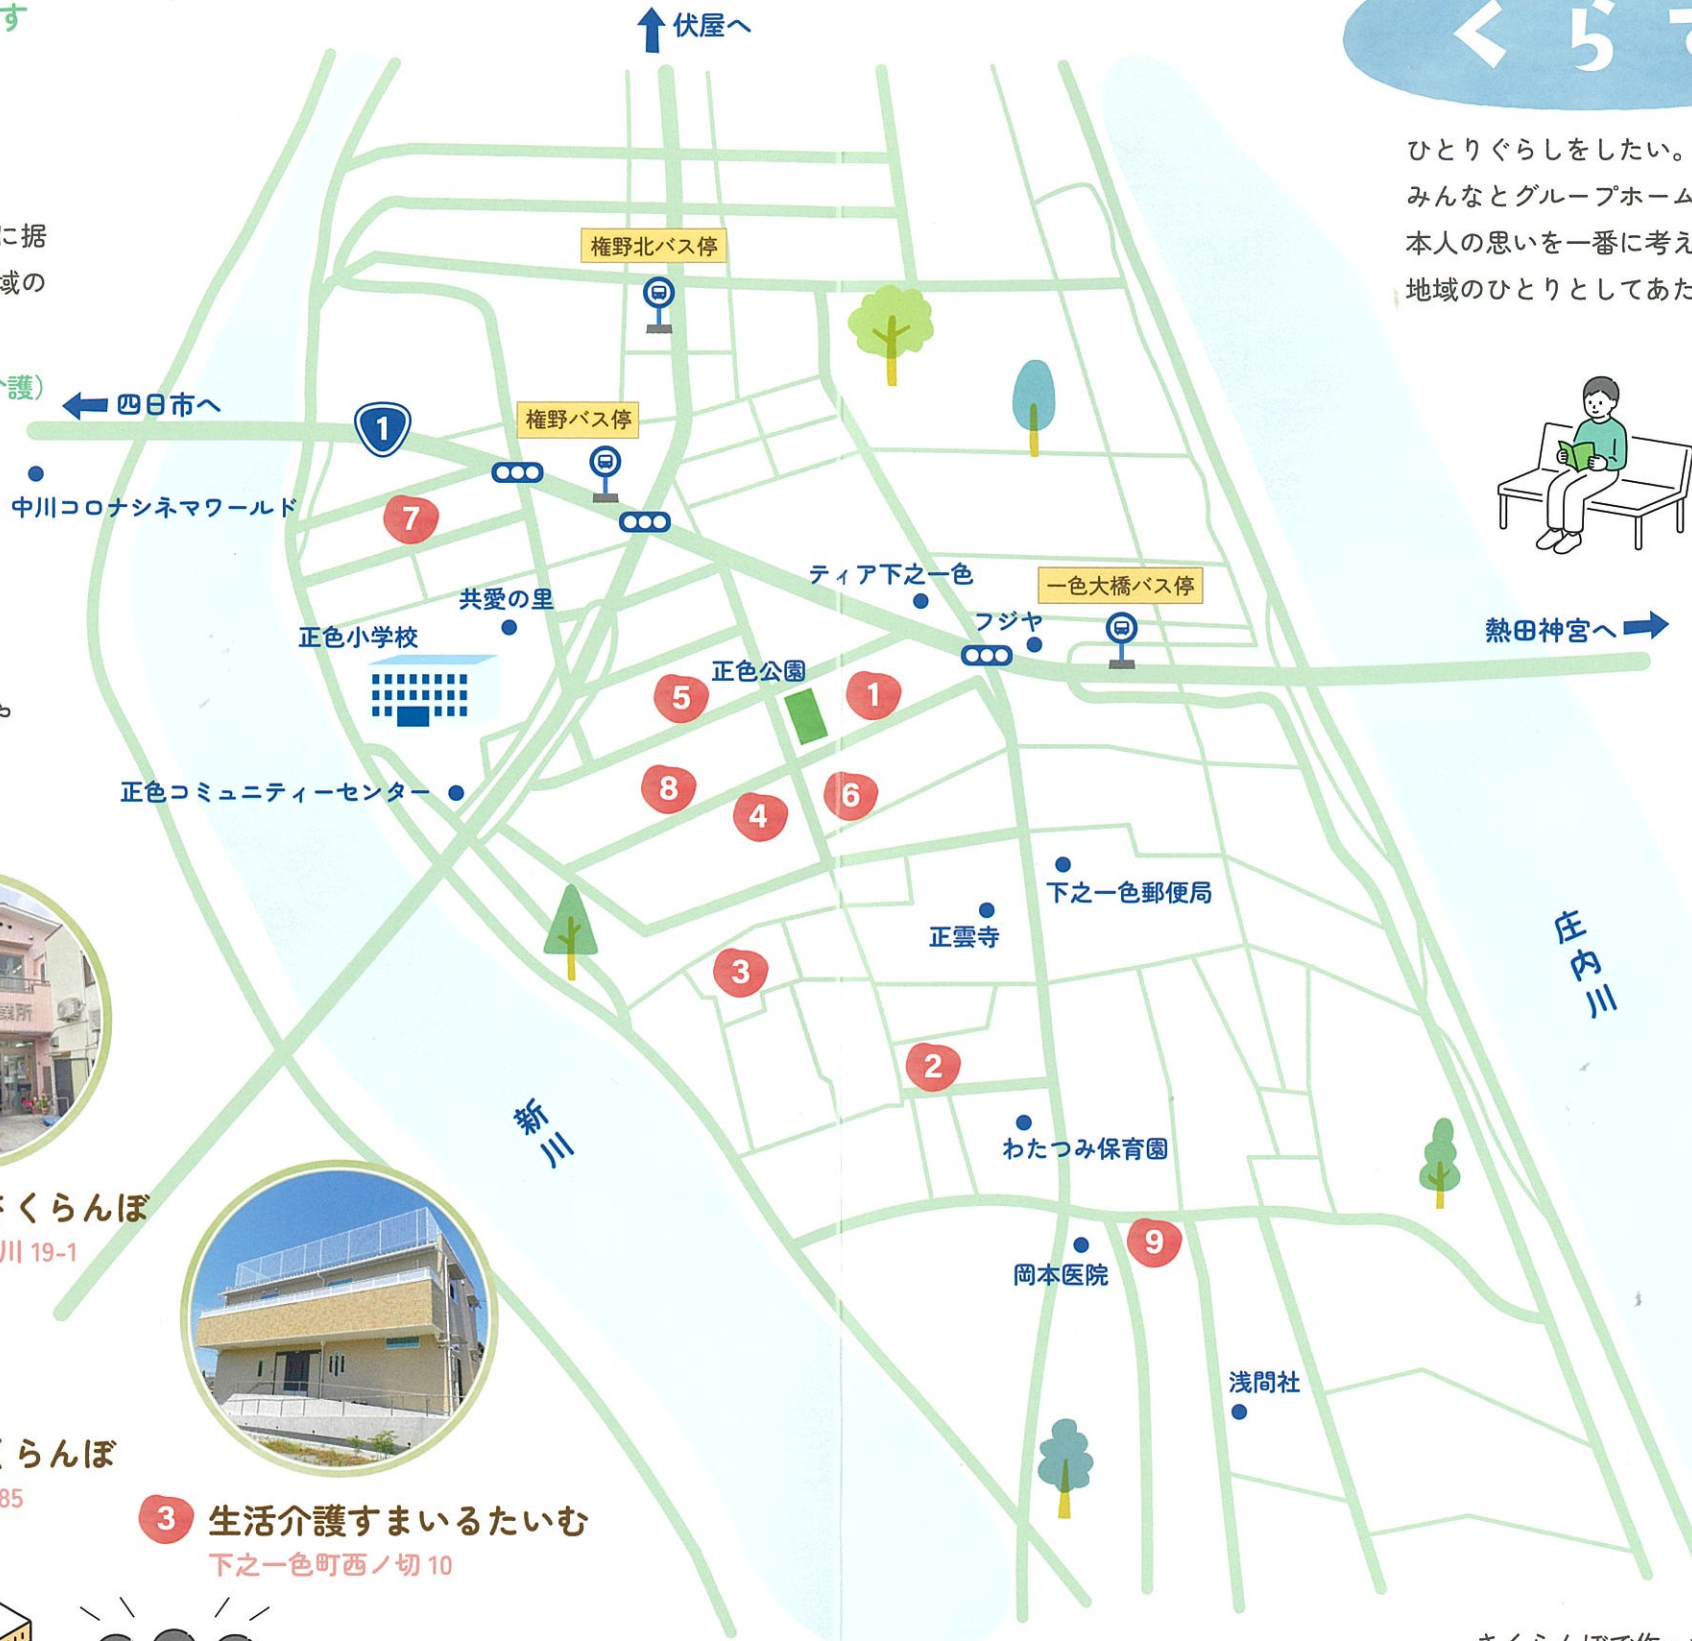 す
に据
域の
介護）
や
伏屋へ
くらす
ひとりぐらしをしたい。
みんなとグループホーム
本人の思いを一番に考え
地域のひとりとしてあた
権野北バス停
四日市へ
1
権野バス停
中川コロナシネマワールド
7
ティア下之一色
一色大橋バス停
共愛の里
フジヤ
熱田神宮へ
正色小学校
正色公園
5
1
正色コミュニティーセンター
8
4
6
下之一色郵便局
正雲寺
庄内川
3
2
新川
わたつみ保育園
9
岡本医院
浅間社
護所
くらんぼ
川 19-1
くらんぼ
85
3 生活介護すまいるたいむ
下之一色町西ノ切 10